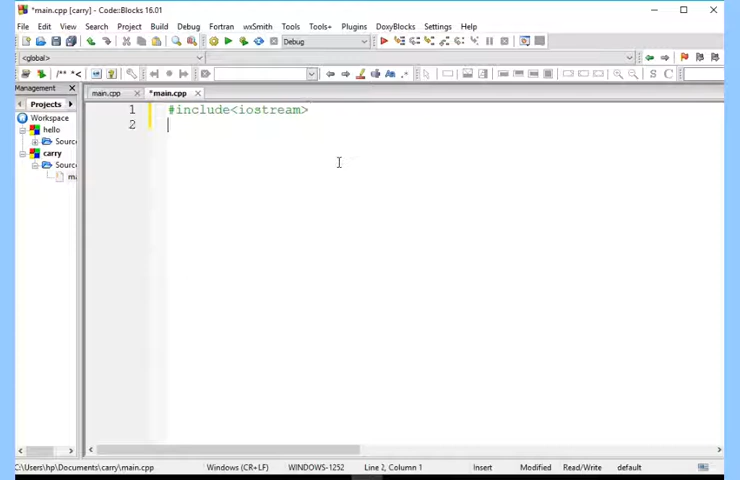 *main.cpp [carry] - Code::Blocks 16.01
File Edit View Search Project Build Debug Fortran wxSmith Tools Tools+ Plugins DoxyBlocks Settings Help
Debug
<global>
/** *<
.*
S C
Management
main.cpp *main.cpp
Projects
Workspace
hello
Sourc
carry
Sourc
ma
1 #include<iostream>
2
C:\Users\hp\Documents\carry\main.cpp Windows (CR+LF) WINDOWS-1252 Line 2, Column 1 Insert Modified Read/Write default